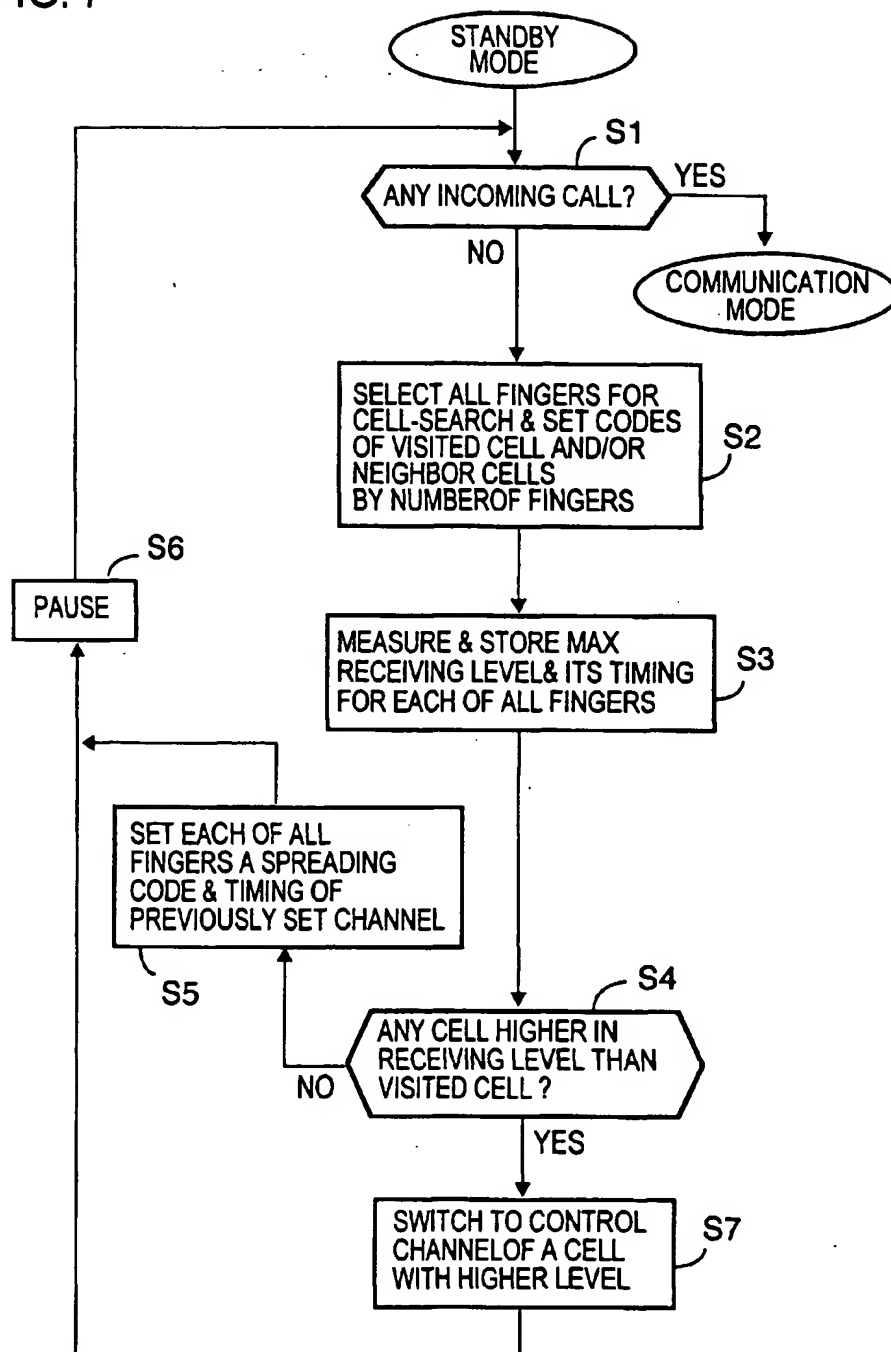 STANDBY
MODE
S1
ANY INCOMING CALL?
YES
NO
COMMUNICATION
MODE
SELECT ALL FINGERS FOR
CELL-SEARCH & SET CODES
OF VISITED CELL AND/OR
NEIGHBOR CELLS
BY NUMBEROF FINGERS
S2
S6
PAUSE
MEASURE & STORE MAX
RECEIVING LEVEL& ITS TIMING
FOR EACH OF ALL FINGERS
S3
SET EACH OF ALL
FINGERS A SPREADING
CODE & TIMING OF
PREVIOUSLY SET CHANNEL
S5
S4
ANY CELL HIGHER IN
RECEIVING LEVEL THAN
VISITED CELL ?
NO
YES
SWITCH TO CONTROL
CHANNELOF A CELL
WITH HIGHER LEVEL
S7